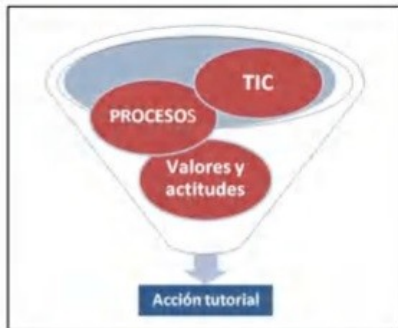 TIC
PROCESOS
Valores y
actitudes
Acción tutorial